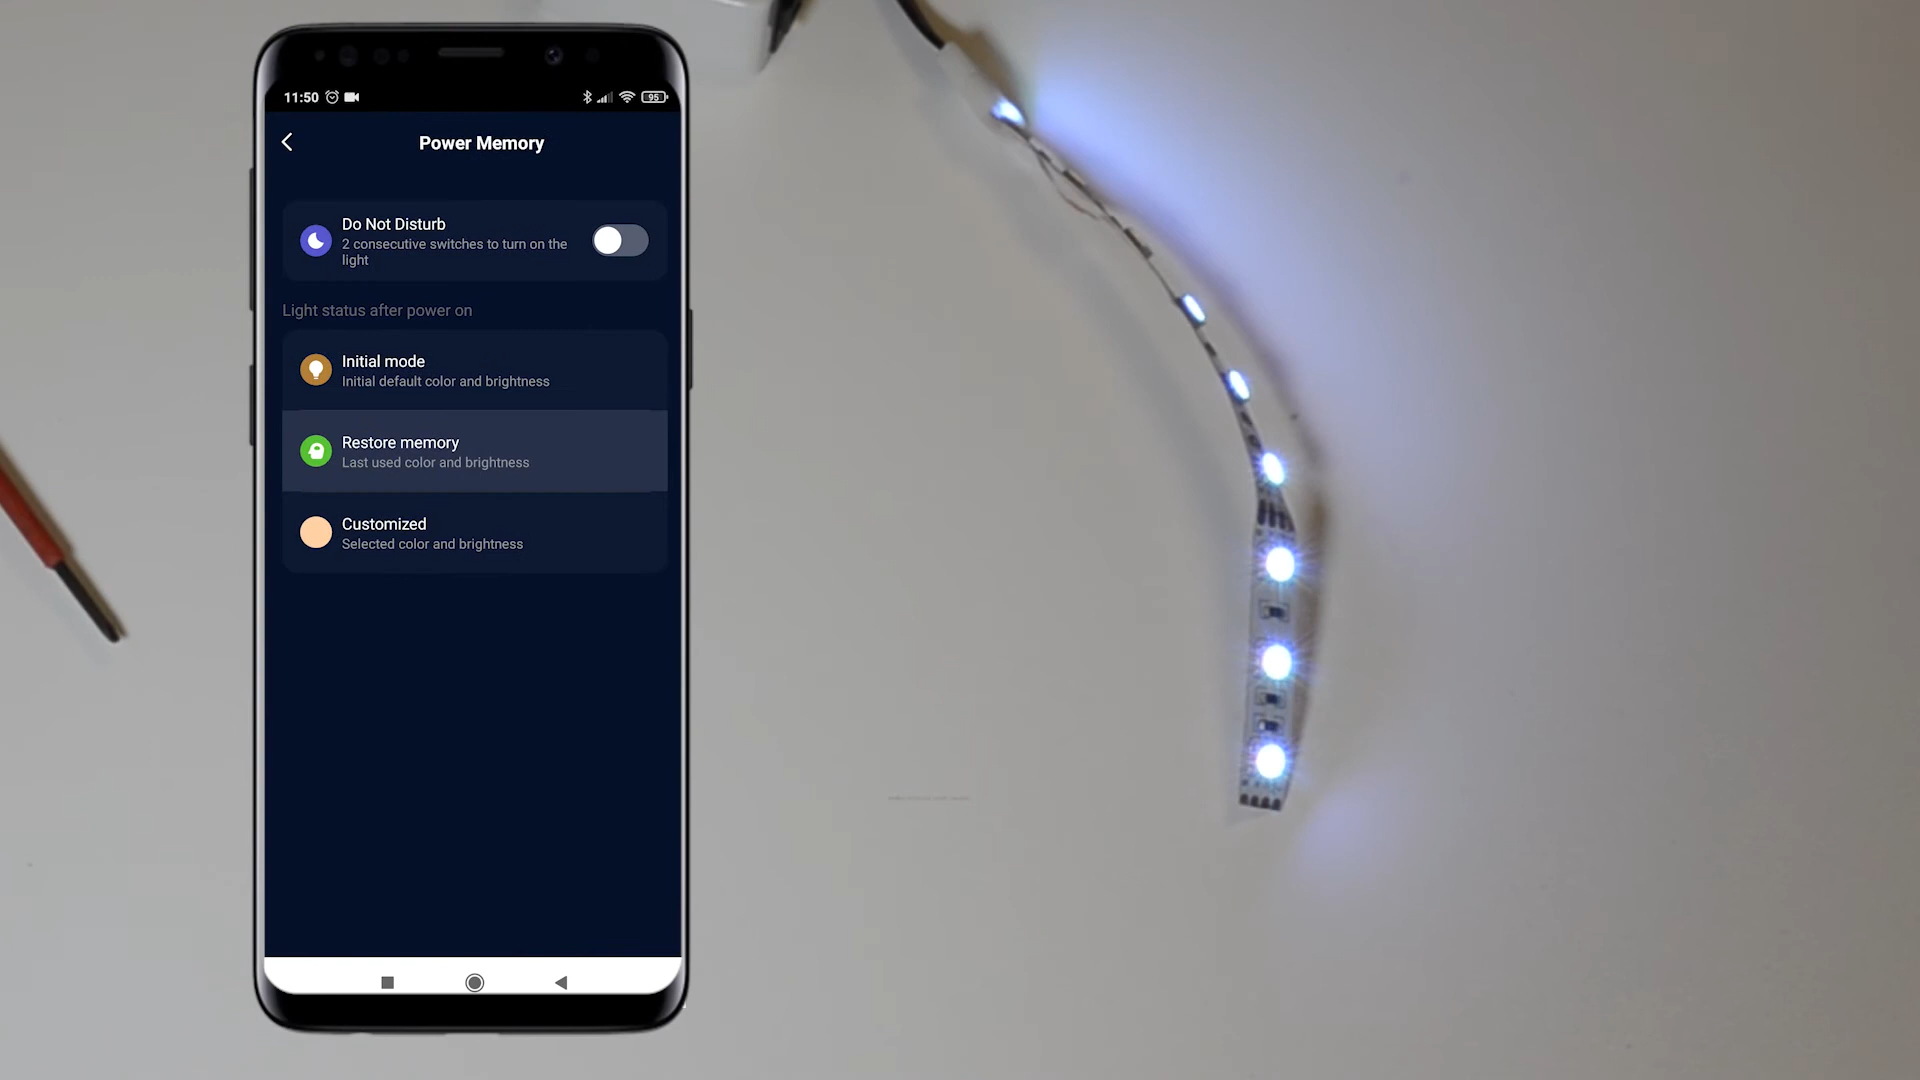 11:50
95
Power Memory
Do Not Disturb
2 consecutive switches to turn on the
light
Light status after power on
Initial mode
Initial default color and brightness
Restore memory
Last used color and brightness
Customized
Selected color and brightness